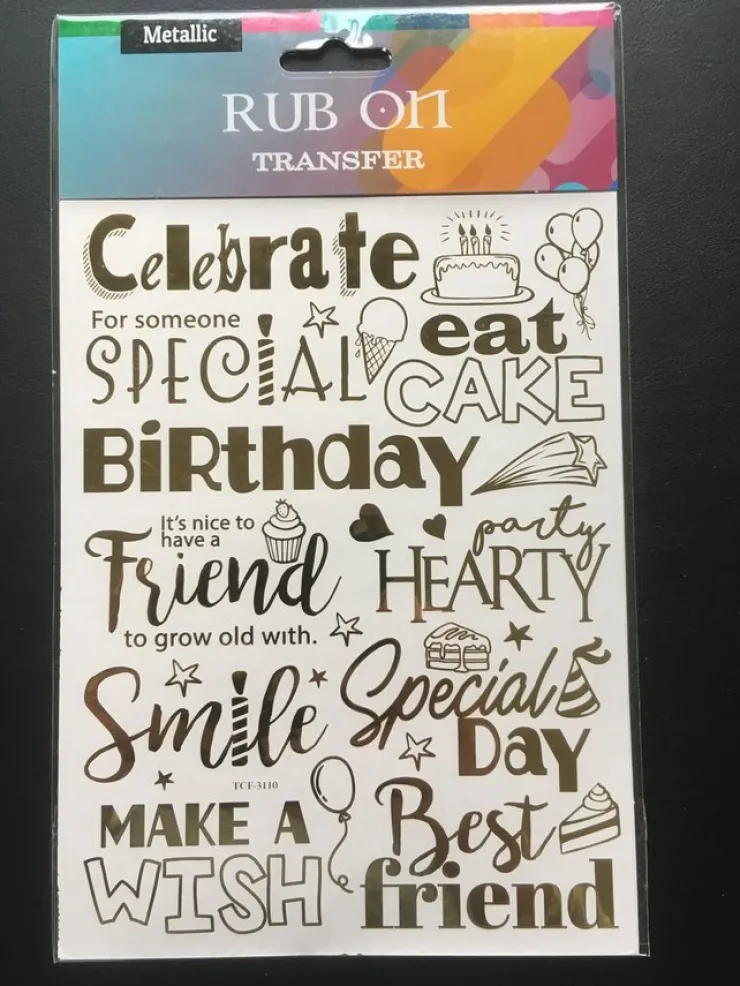 Metallic
RUB ON
TRANSFER
Celebrate
For someone
SPECIAL
eat
CAKE
BiRthday
It's nice to
have a
Friend
to grow old with.
party
HEARTY
Smile
Special
Day
TCF-3110
MAKE A
WISH
Best
friend